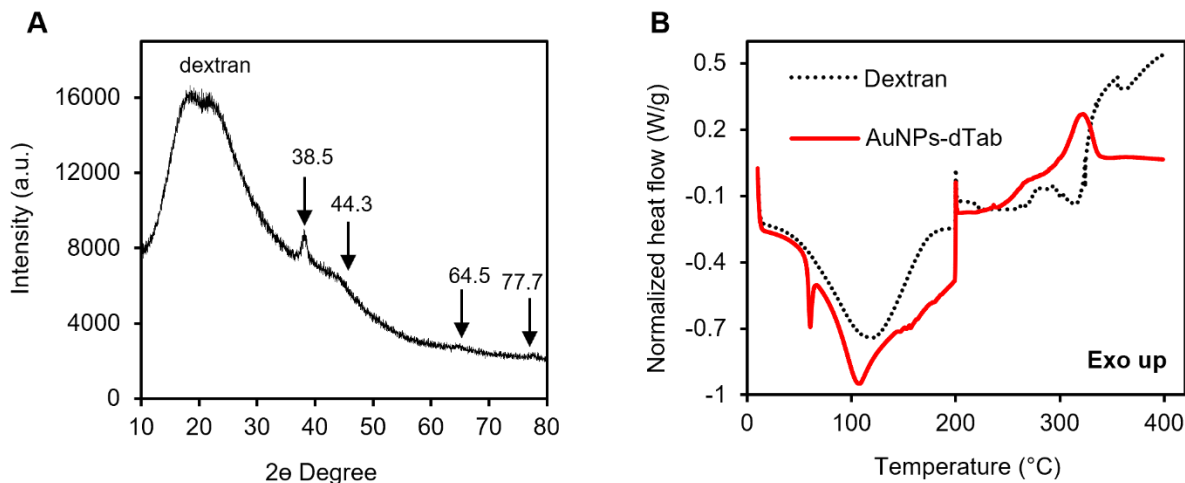 A
dextran
16000
12000
8000
4000
0
Intensity (a.u.)
38.5
44.3
64.5
77.7
10 20 30 40 50 60 70 80
2ɵ Degree
B
0.5
0.2
-0.1
-0.4
-0.7
-1
Normalized heat flow (W/g)
Dextran
AuNPs-dTab
Exo up
0 100 200 300 400
Temperature (°C)